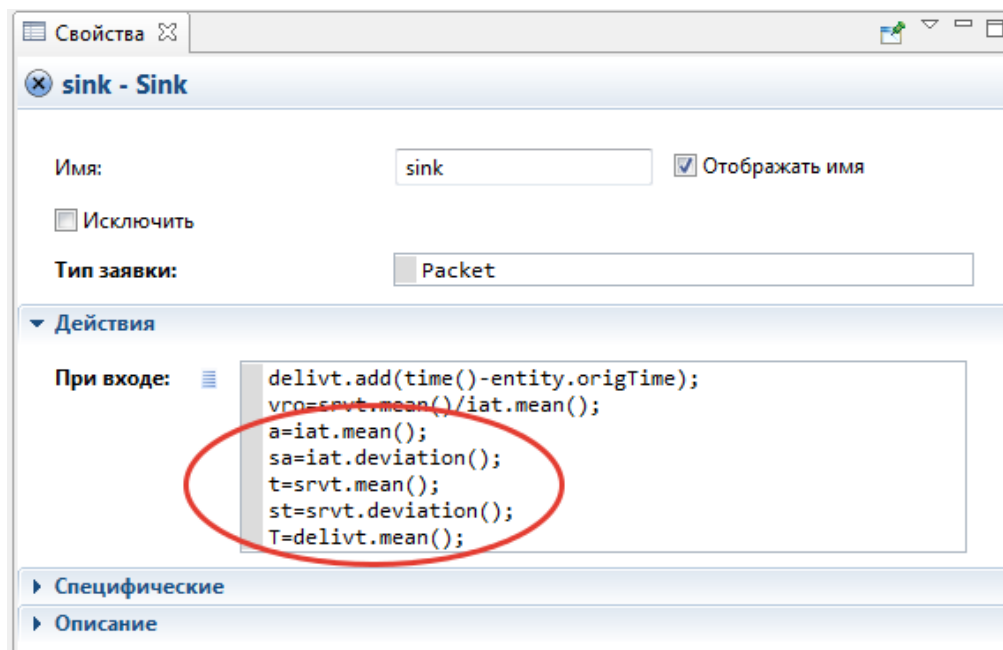 Свойства
sink - Sink
Имя: sink Отображать имя
Исключить
Тип заявки: Packet
Действия
При входе: delivt.add(time()-entity.origTime);
vro=srvt.mean()/iat.mean();
a=iat.mean();
sa=iat.deviation();
t=srvt.mean();
st=srvt.deviation();
T=delivt.mean();
Специфические
Описание